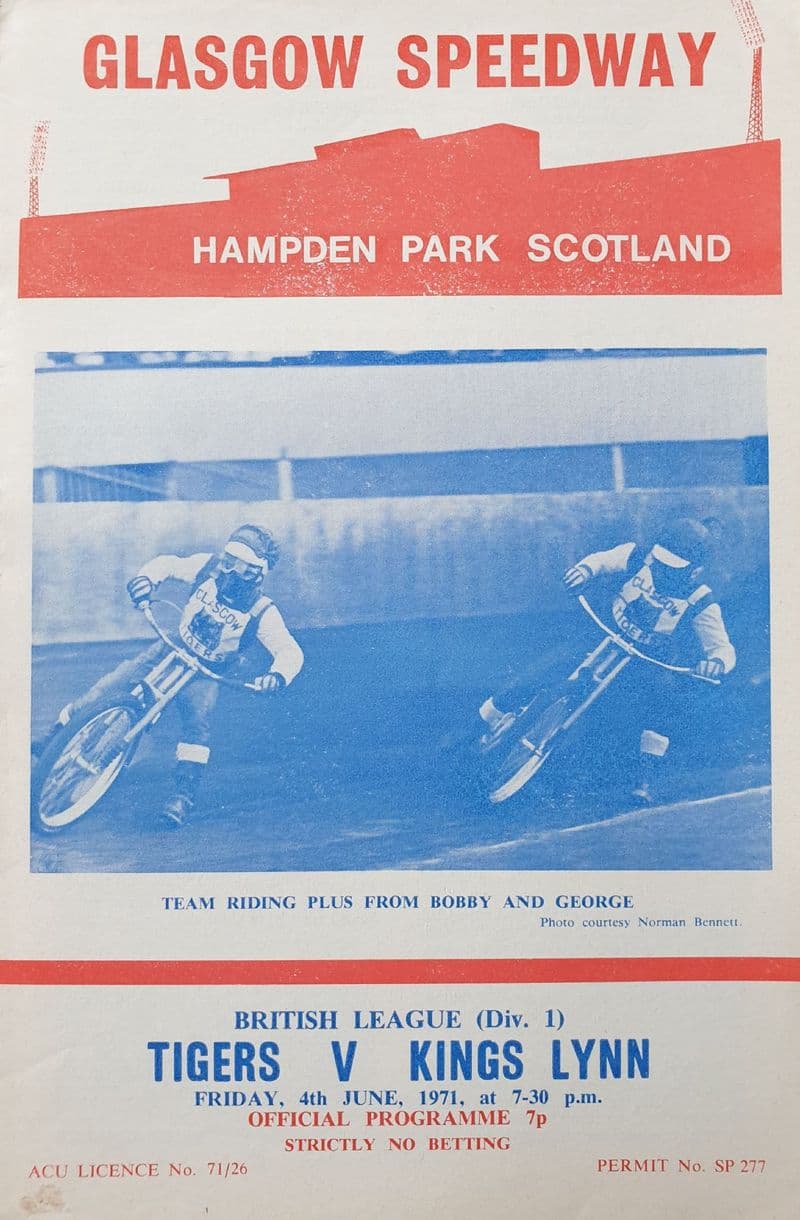 GLASGOW SPEEDWAY
HAMPDEN PARK SCOTLAND
GLASGOW
TIGERS
GLASGOW
TIGERS
TEAM RIDING PLUS FROM BOBBY AND GEORGE
Photo courtesy Norman Bennett.
BRITISH LEAGUE (Div. 1)
TIGERS V KINGS LYNN
FRIDAY, 4th JUNE, 1971, at 7-30 p.m.
OFFICIAL PROGRAMME 7p
STRICTLY NO BETTING
ACU LICENCE No. 71/26
PERMIT No. SP 277